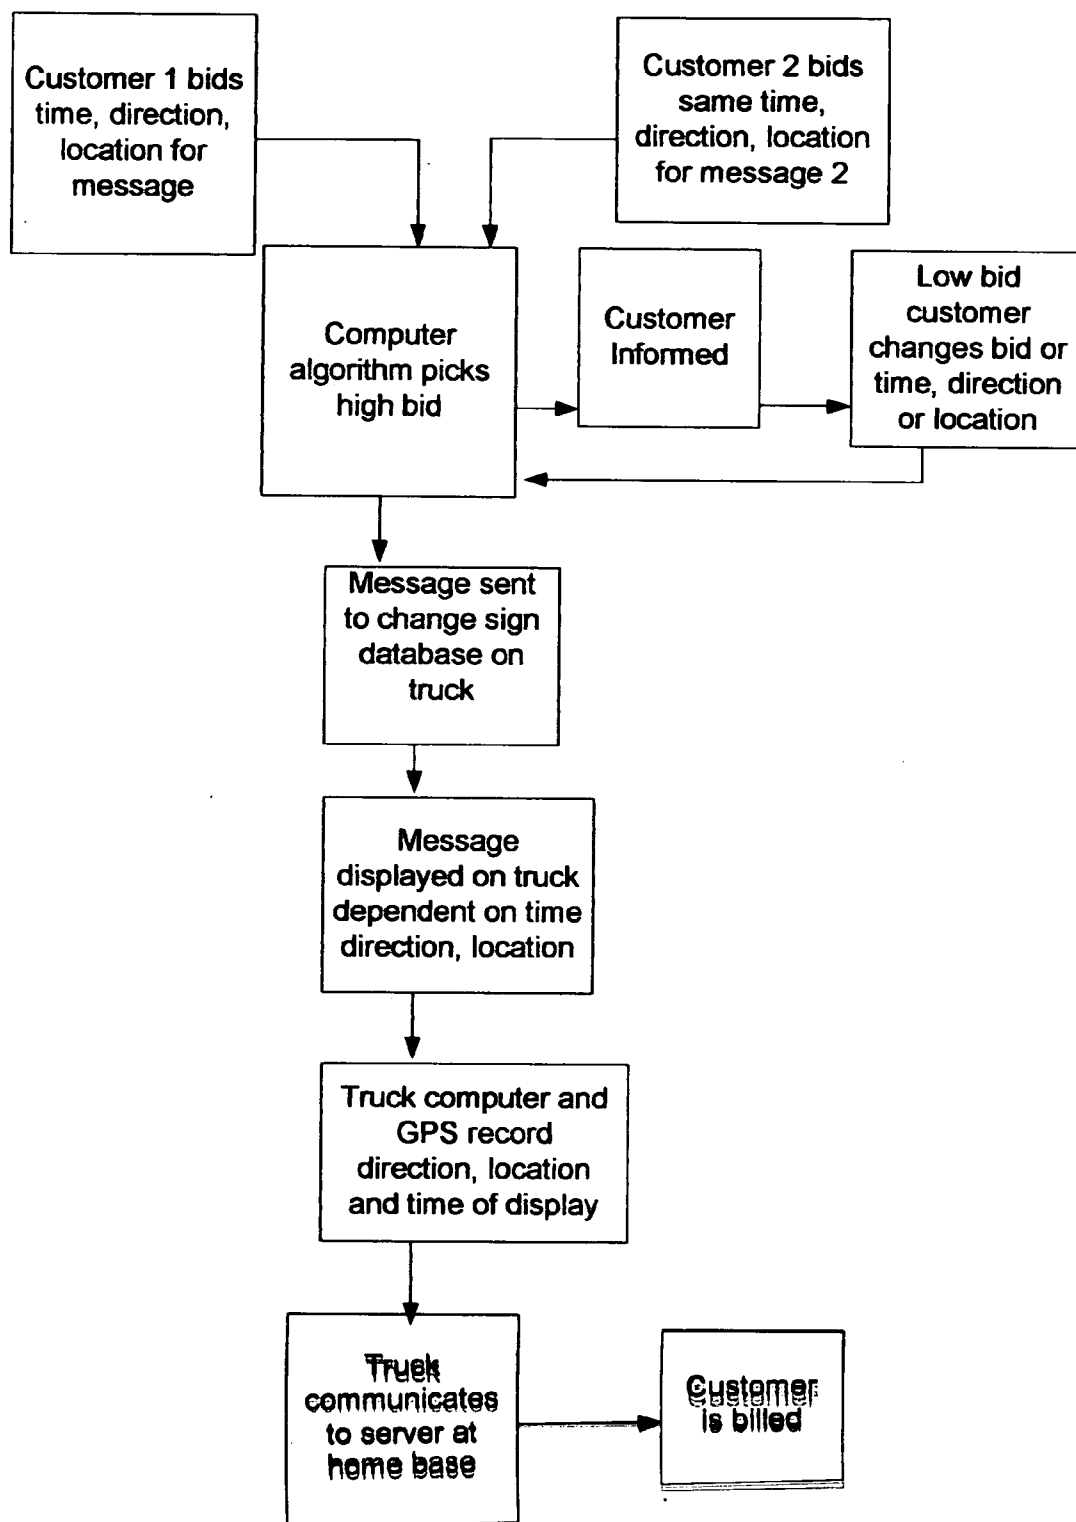 Customer 1 bids
time, direction,
location for
message
Customer 2 bids
same time,
direction, location
for message 2
Computer
algorithm picks
high bid
Customer
Informed
Low bid
customer
changes bid or
time, direction
or location
Message sent
to change sign
database on
truck
Message
displayed on truck
dependent on time
direction, location
Truck computer and
GPS record
direction, location
and time of display
Truck
communicates
to server at
home base
Customer
is billed